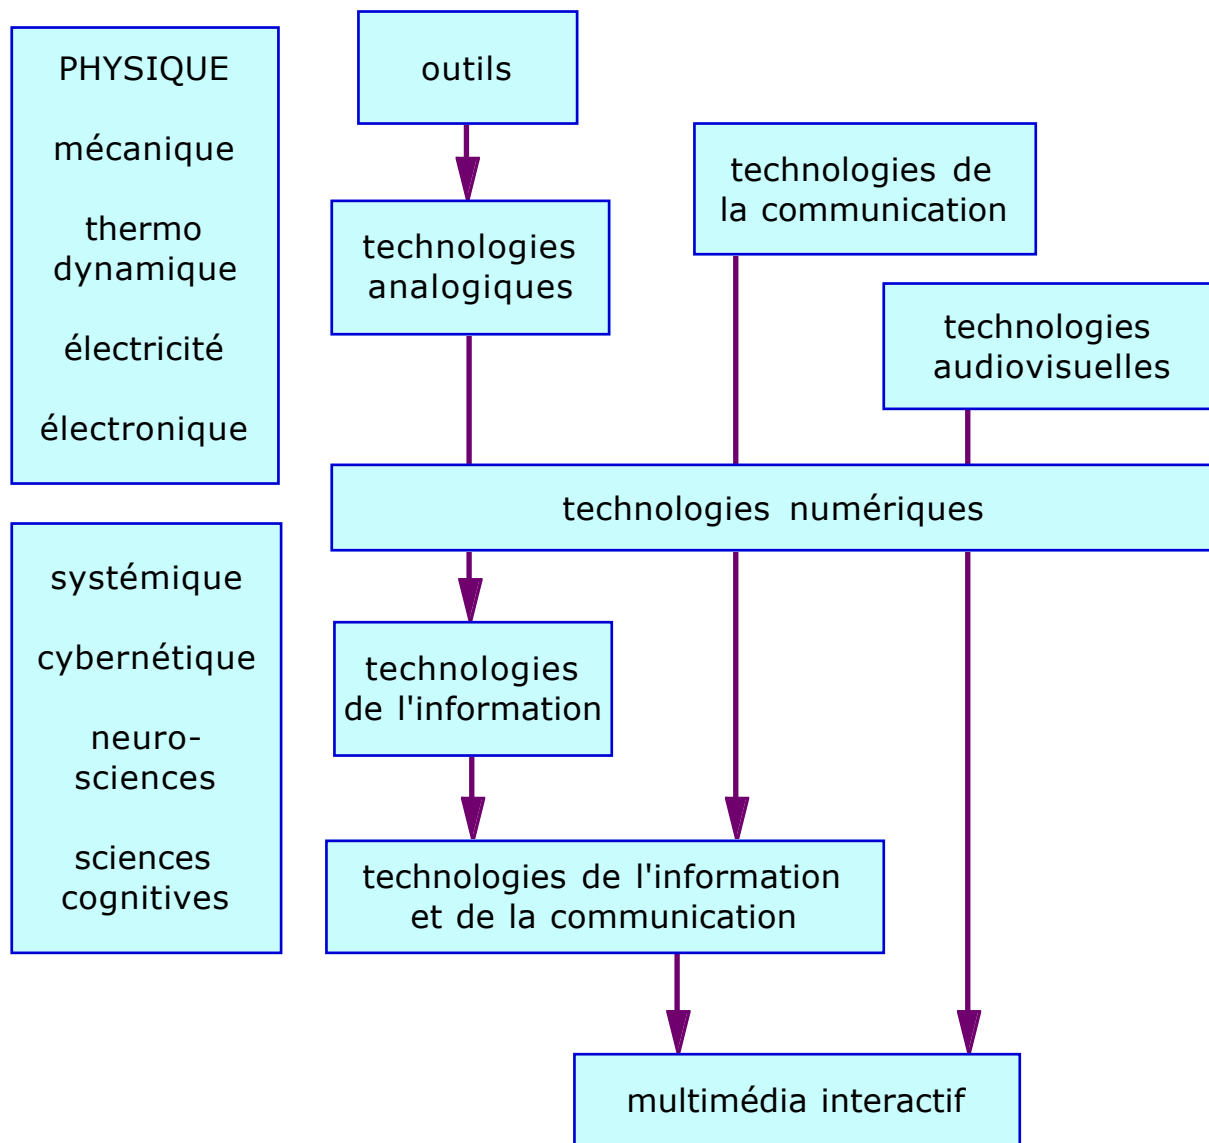 PHYSIQUE
mécanique
thermo
dynamique
électricité
électronique
systémique
cybernétique
neuro-
sciences
sciences
cognitives
outils
technologies
analogiques
technologies de
la communication
technologies
audiovisuelles
technologies numériques
technologies
de l'information
technologies de l'information
et de la communication
multimédia interactif